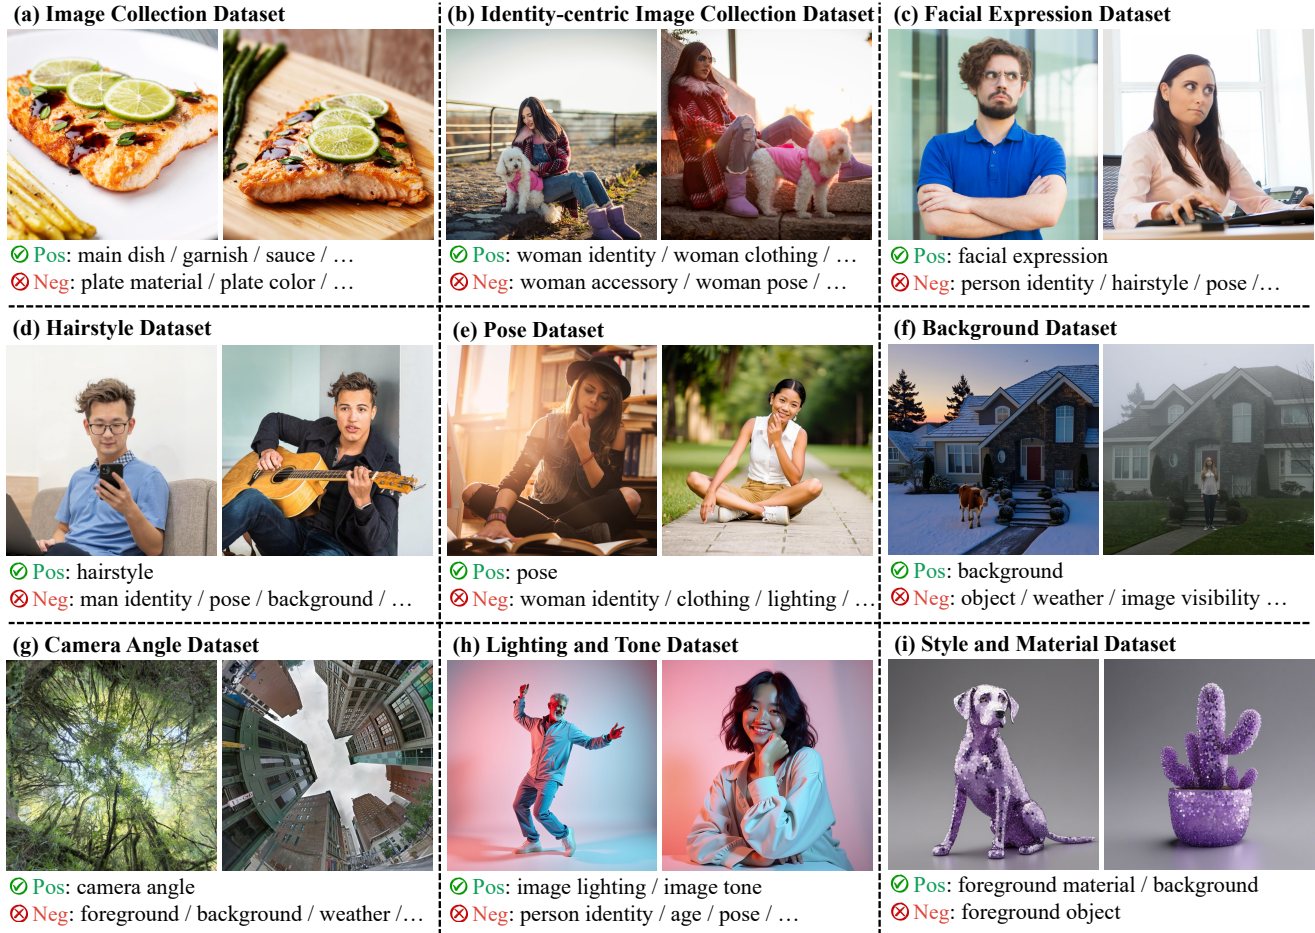 (a) Image Collection Dataset
Pos: main dish / garnish / sauce / …
Neg: plate material / plate color / …
(b) Identity-centric Image Collection Dataset
Pos: woman identity / woman clothing / …
Neg: woman accessory / woman pose / …
(c) Facial Expression Dataset
Pos: facial expression
Neg: person identity / hairstyle / pose /…
(d) Hairstyle Dataset
Pos: hairstyle
Neg: man identity / pose / background / …
(e) Pose Dataset
Pos: pose
Neg: woman identity / clothing / lighting / …
(f) Background Dataset
Pos: background
Neg: object / weather / image visibility …
(g) Camera Angle Dataset
Pos: camera angle
Neg: foreground / background / weather /…
(h) Lighting and Tone Dataset
Pos: image lighting / image tone
Neg: person identity / age / pose / …
(i) Style and Material Dataset
Pos: foreground material / background
Neg: foreground object